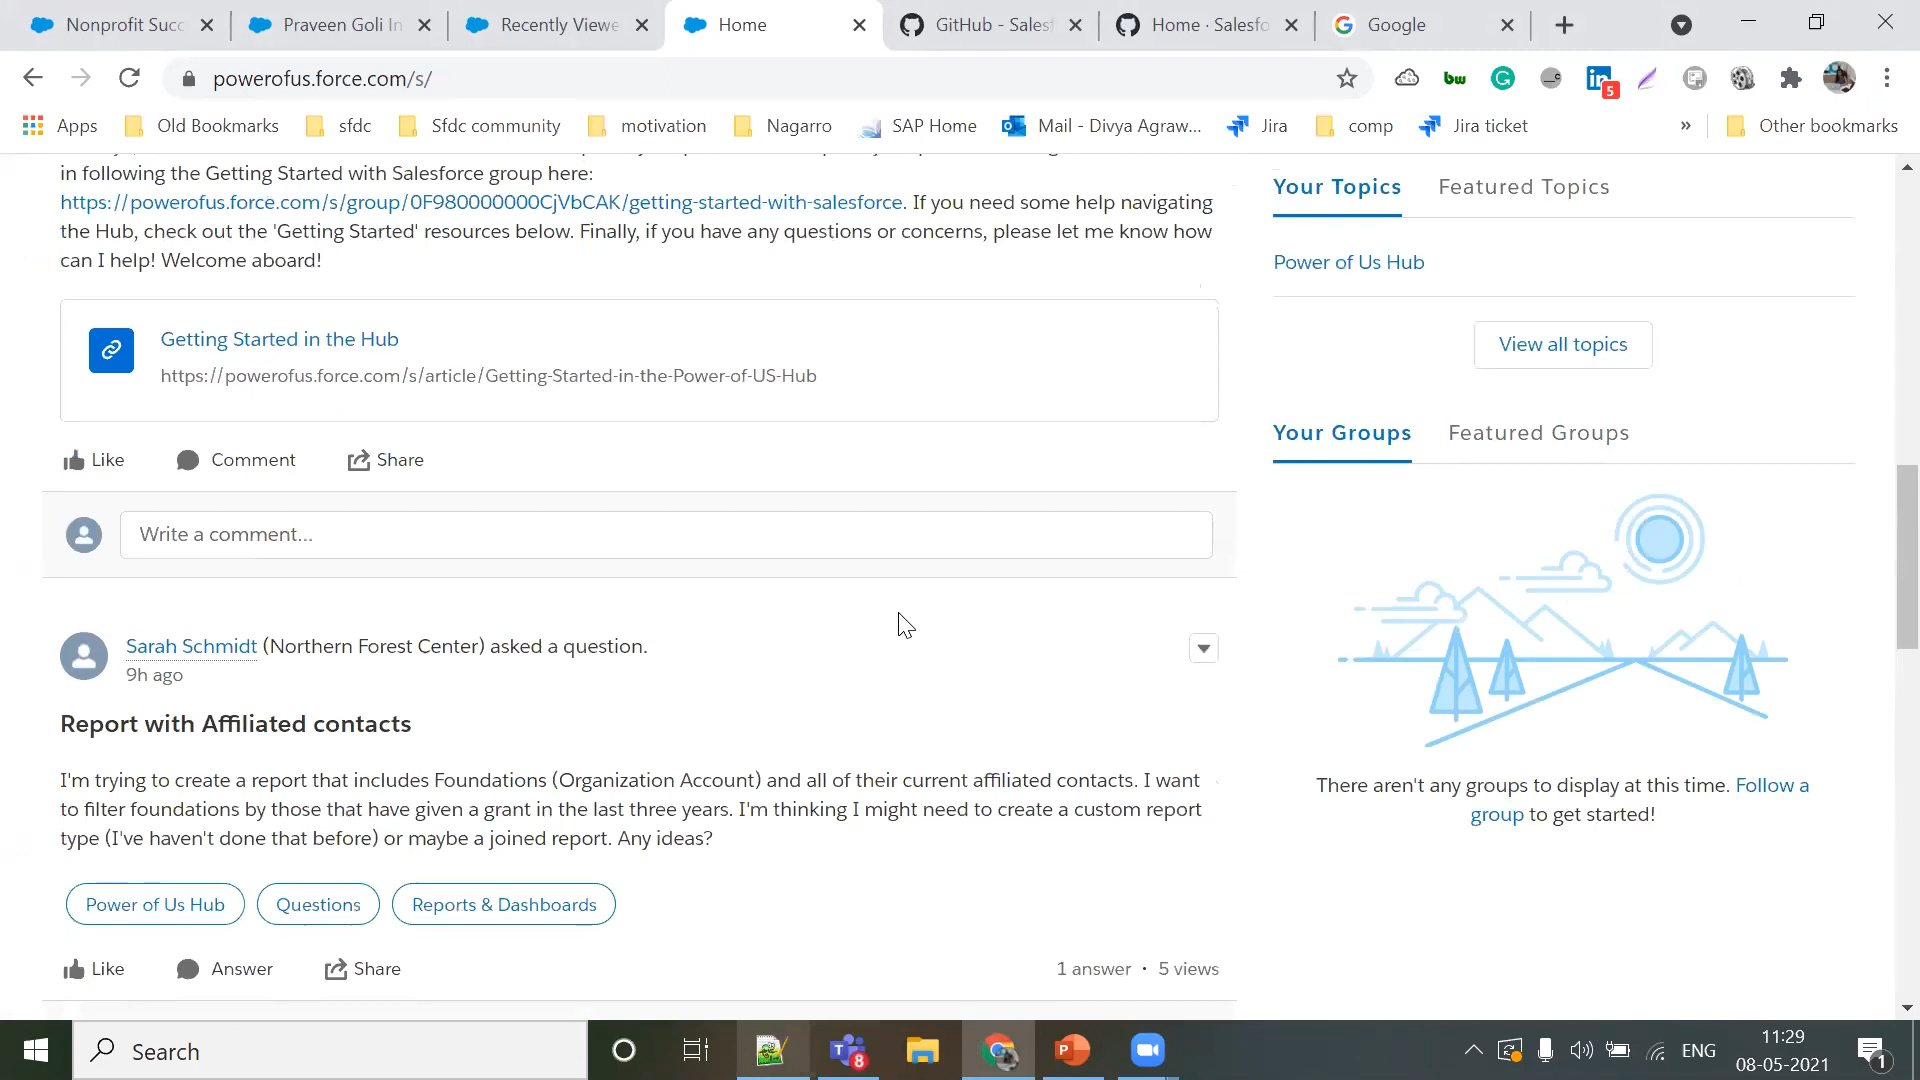 Nonprofit Succ
Praveen Goli In
Recently Viewe
Home
GitHub - Salesf
Home · Salesfo
Google
powerofus.force.com/s/
bw
5
Apps
Old Bookmarks
sfdc
Sfdc community
motivation
Nagarro
SAP Home
Mail - Divya Agraw...
Jira
comp
Jira ticket
»
Other bookmarks
in following the Getting Started with Salesforce group here:
https://powerofus.force.com/s/group/0F980000000CjVbCAK/getting-started-with-salesforce. If you need some help navigating
the Hub, check out the 'Getting Started' resources below. Finally, if you have any questions or concerns, please let me know how
can I help! Welcome aboard!
Getting Started in the Hub
https://powerofus.force.com/s/article/Getting-Started-in-the-Power-of-US-Hub
Like
Comment
Share
Write a comment...
Sarah Schmidt (Northern Forest Center) asked a question.
9h ago
Report with Affiliated contacts
I'm trying to create a report that includes Foundations (Organization Account) and all of their current affiliated contacts. I want
to filter foundations by those that have given a grant in the last three years. I'm thinking I might need to create a custom report
type (I've haven't done that before) or maybe a joined report. Any ideas?
Power of Us Hub
Questions
Reports & Dashboards
Like
Answer
Share
1 answer · 5 views
Your Topics
Featured Topics
Power of Us Hub
View all topics
Your Groups
Featured Groups
There aren't any groups to display at this time. Follow a
group to get started!
Search
8
ENG
11:29
08-05-2021
1